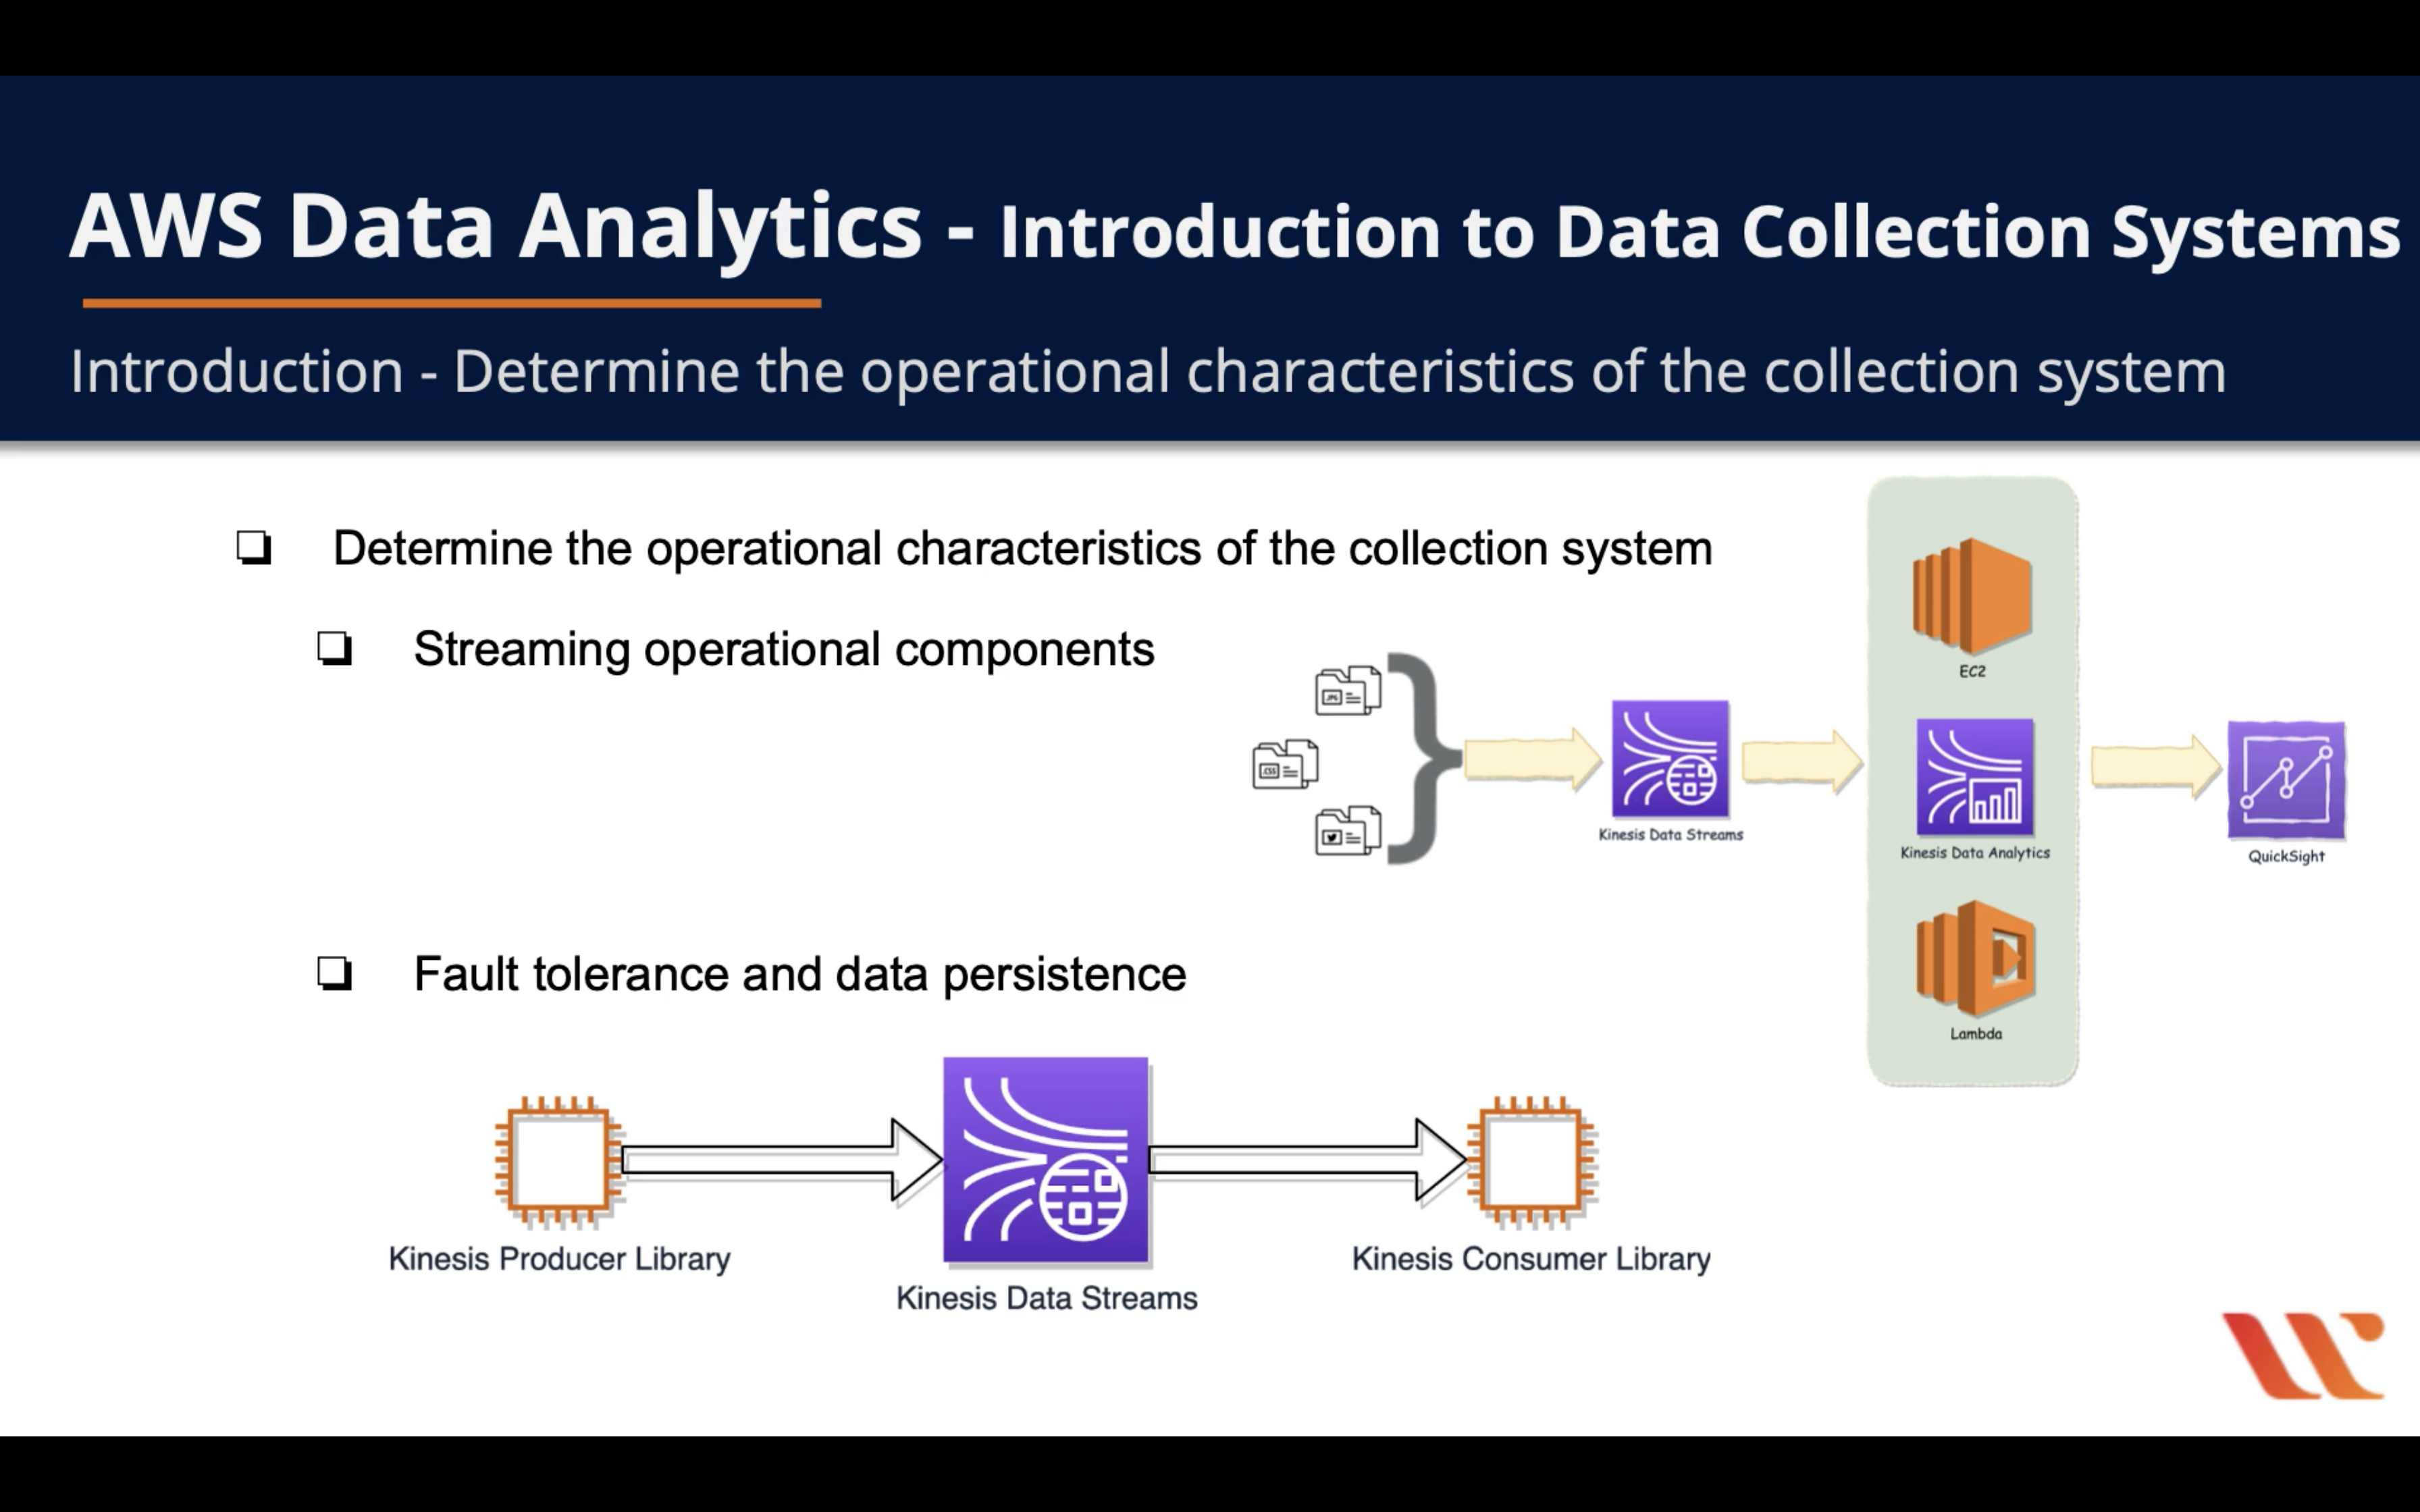 AWS Data Analytics - Introduction to Data Collection Systems
Introduction - Determine the operational characteristics of the collection system
Determine the operational characteristics of the collection system
Streaming operational components
JPG
.CSS
EC2
Kinesis Data Streams
Kinesis Data Analytics
QuickSight
Lambda
Fault tolerance and data persistence
Kinesis Producer Library
Kinesis Data Streams
Kinesis Consumer Library